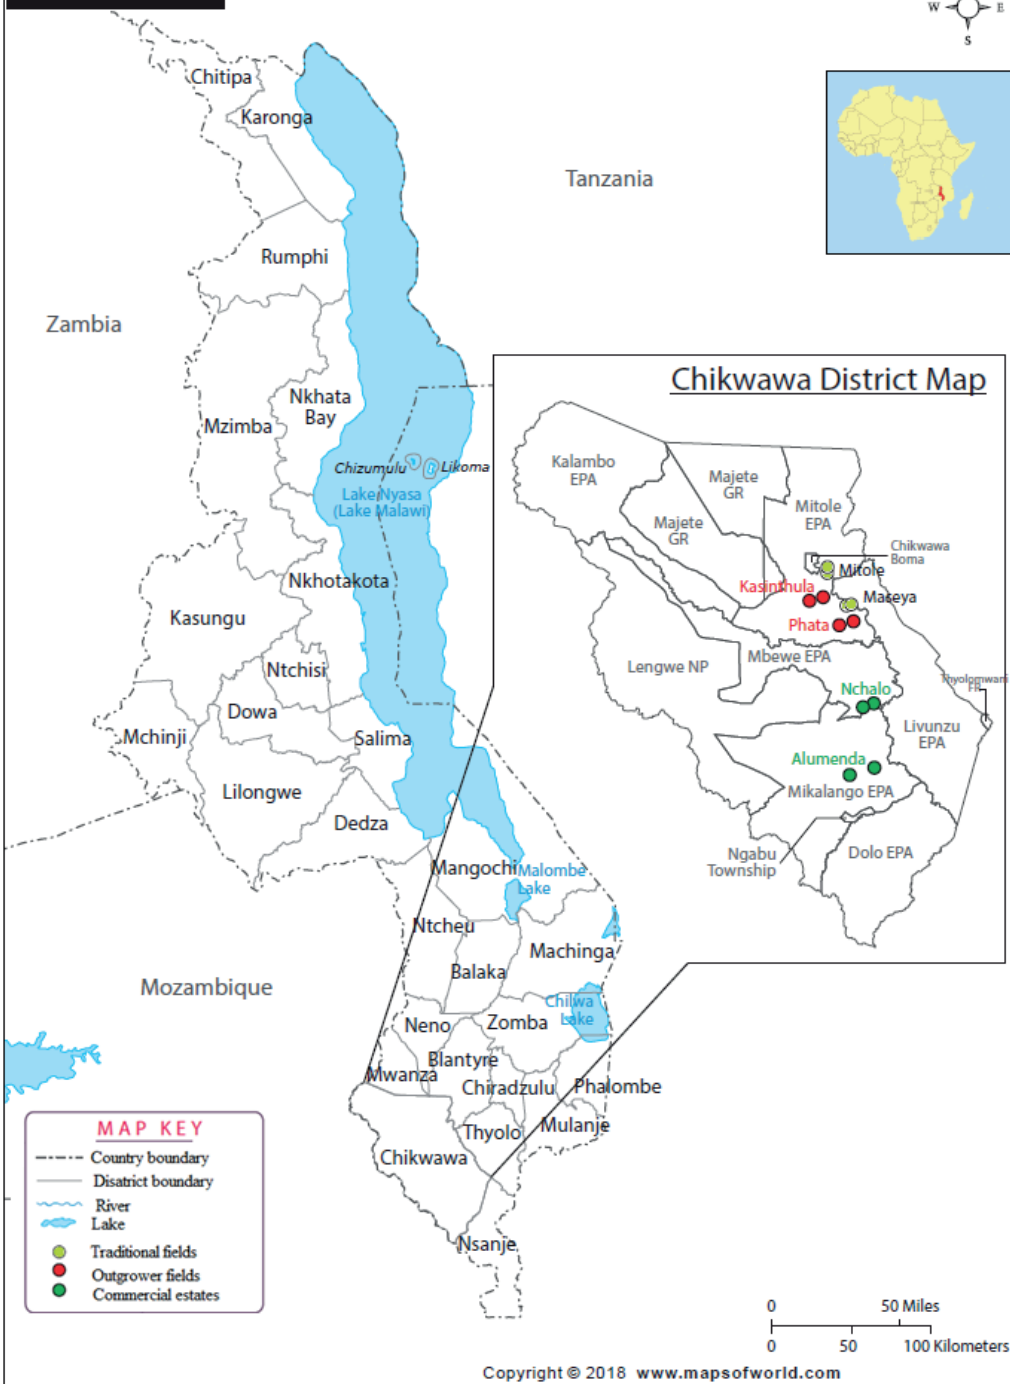 W
E
S
Chitipa
Karonga
Tanzania
Rumphi
Zambia
Chikwawa District Map
Nkhata
Bay
Mzimba
Chizumulu
Likoma
Lake Nyasa
(Lake Malawi)
Kalambo
EPA
Majete
GR
Majete
GR
Mitole
EPA
Chikwawa
Boma
Mitole
Kasinthula
Maseya
Phata
Mbewe EPA
Lengwe NP
Thyolomwani
FR
Nchalo
Livunzu
EPA
Alumenda
Mikalango EPA
Ngabu
Township
Dolo EPA
Nkhotakota
Kasungu
Ntchisi
Dowa
Mchinji
Salima
Lilongwe
Dedza
Mangochi
Malombe
Lake
Ntcheu
Machinga
Balaka
Mozambique
Chilwa
Lake
Neno
Zomba
Blantyre
Mwanza
Chiradzulu
Phalombe
Thyolo
Mulanje
Chikwawa
Nsanje
MAP KEY
Country boundary
Disatrict boundary
River
Lake
Traditional fields
Outgrower fields
Commercial estates
0 50 Miles
0 50 100 Kilometers
Copyright © 2018 www.mapsofworld.com